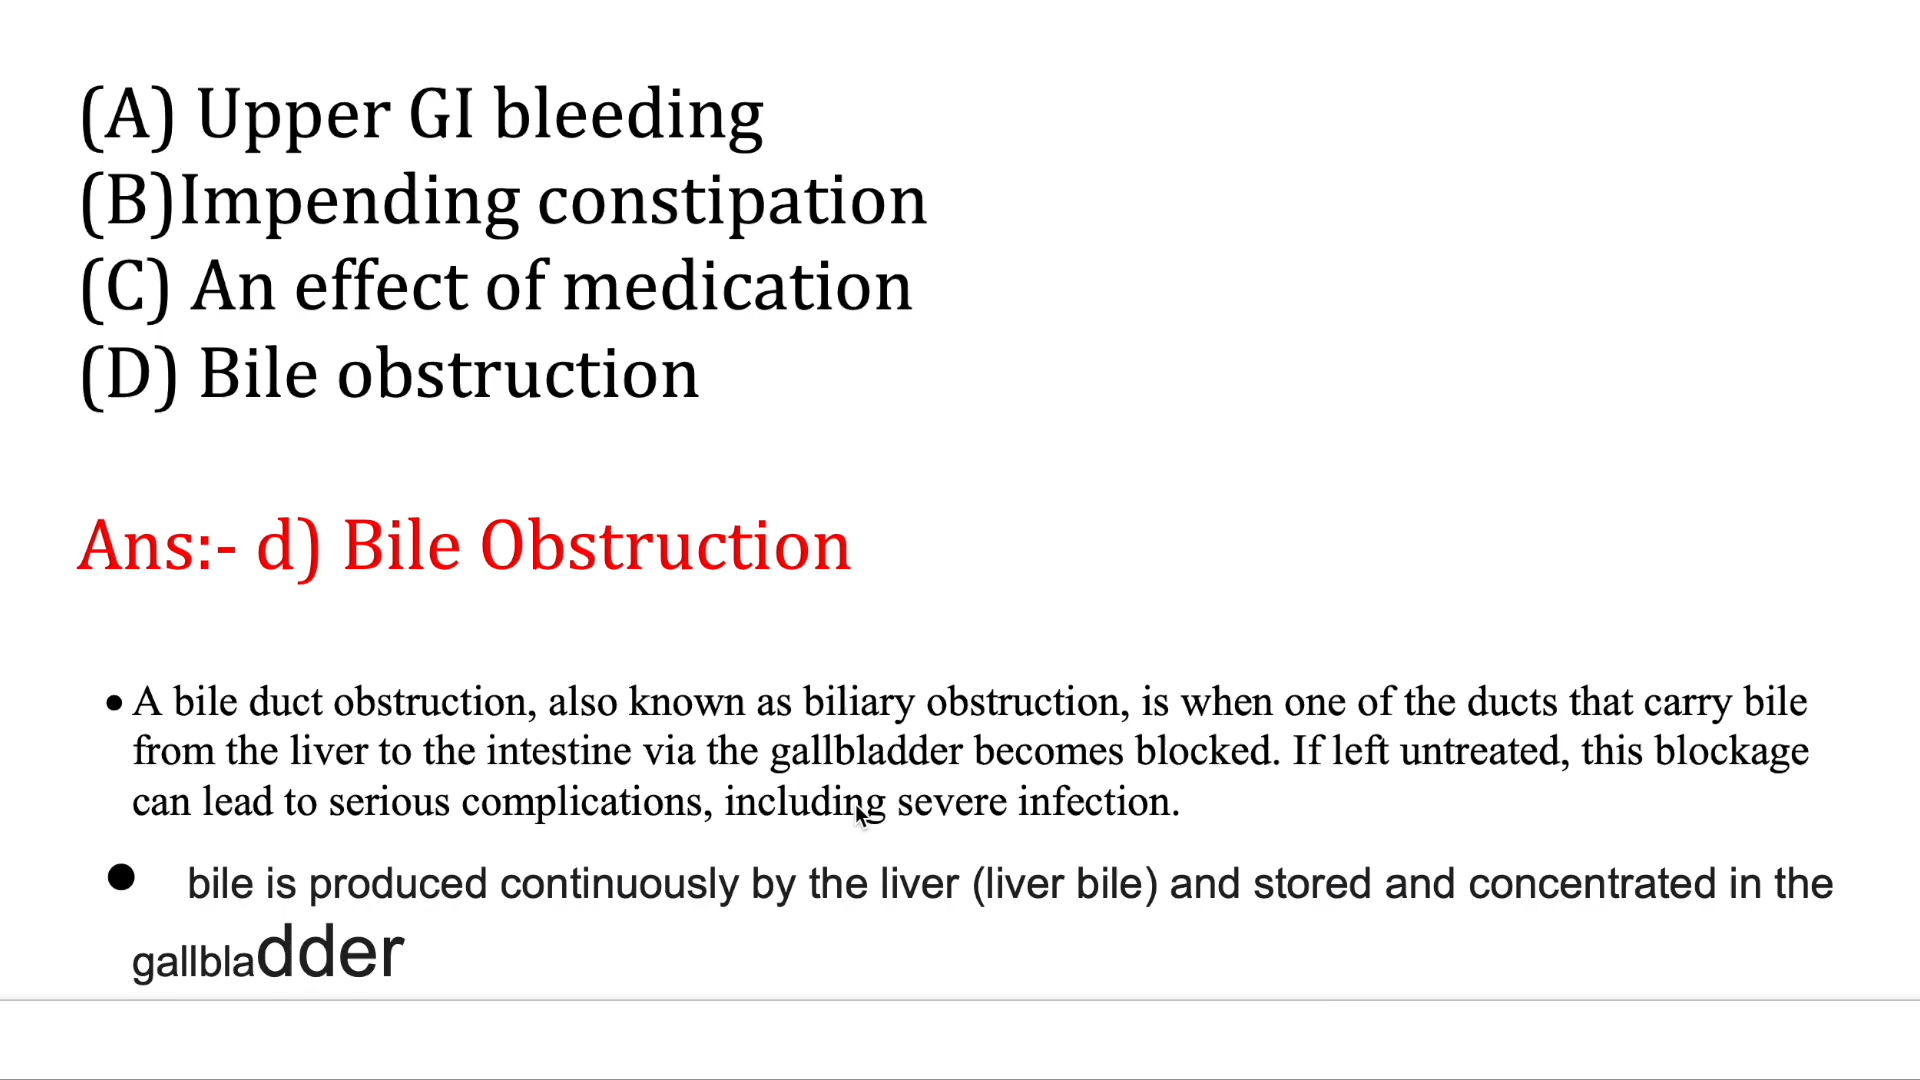 (A) Upper GI bleeding
(B)Impending constipation
(C) An effect of medication
(D) Bile obstruction
Ans:- d) Bile Obstruction
• A bile duct obstruction, also known as biliary obstruction, is when one of the ducts that carry bile
from the liver to the intestine via the gallbladder becomes blocked. If left untreated, this blockage
can lead to serious complications, including severe infection.
• bile is produced continuously by the liver (liver bile) and stored and concentrated in the
gallbladder